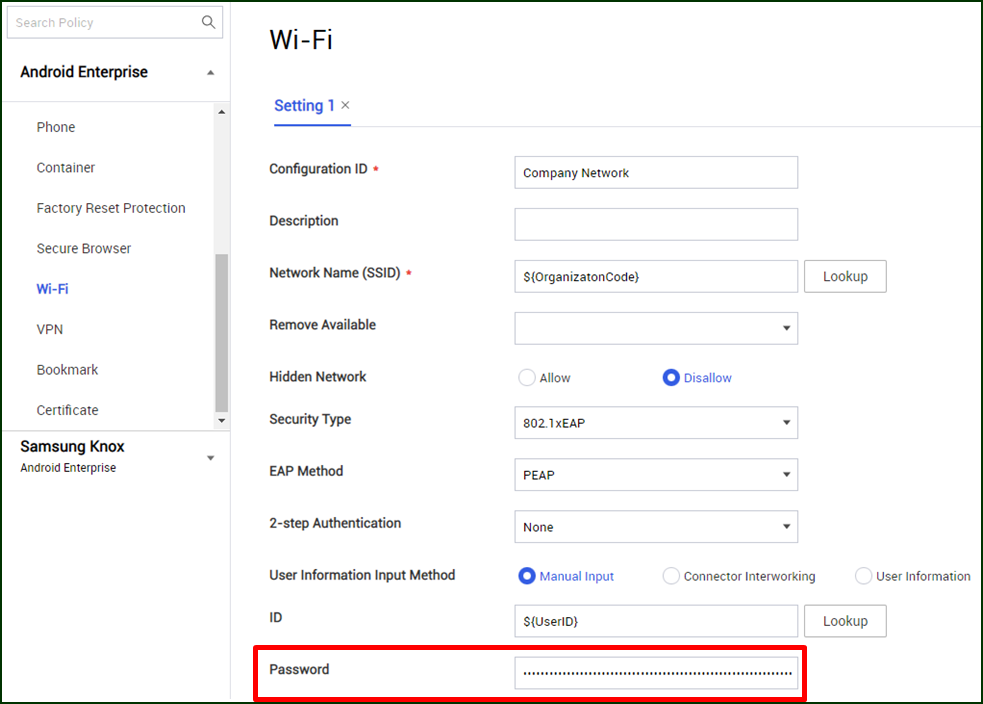 Search Policy
Android Enterprise
Phone
Container
Factory Reset Protection
Secure Browser
Wi-Fi
VPN
Bookmark
Certificate
Samsung Knox
Android Enterprise
Wi-Fi
Setting 1 ×
Configuration ID * Company Network
Description
Network Name (SSID) * ${OrganizatonCode} Lookup
Remove Available
Hidden Network Allow Disallow
Security Type 802.1xEAP
EAP Method PEAP
2-step Authentication None
User Information Input Method Manual Input Connector Interworking User Information
ID ${UserID} Lookup
Password